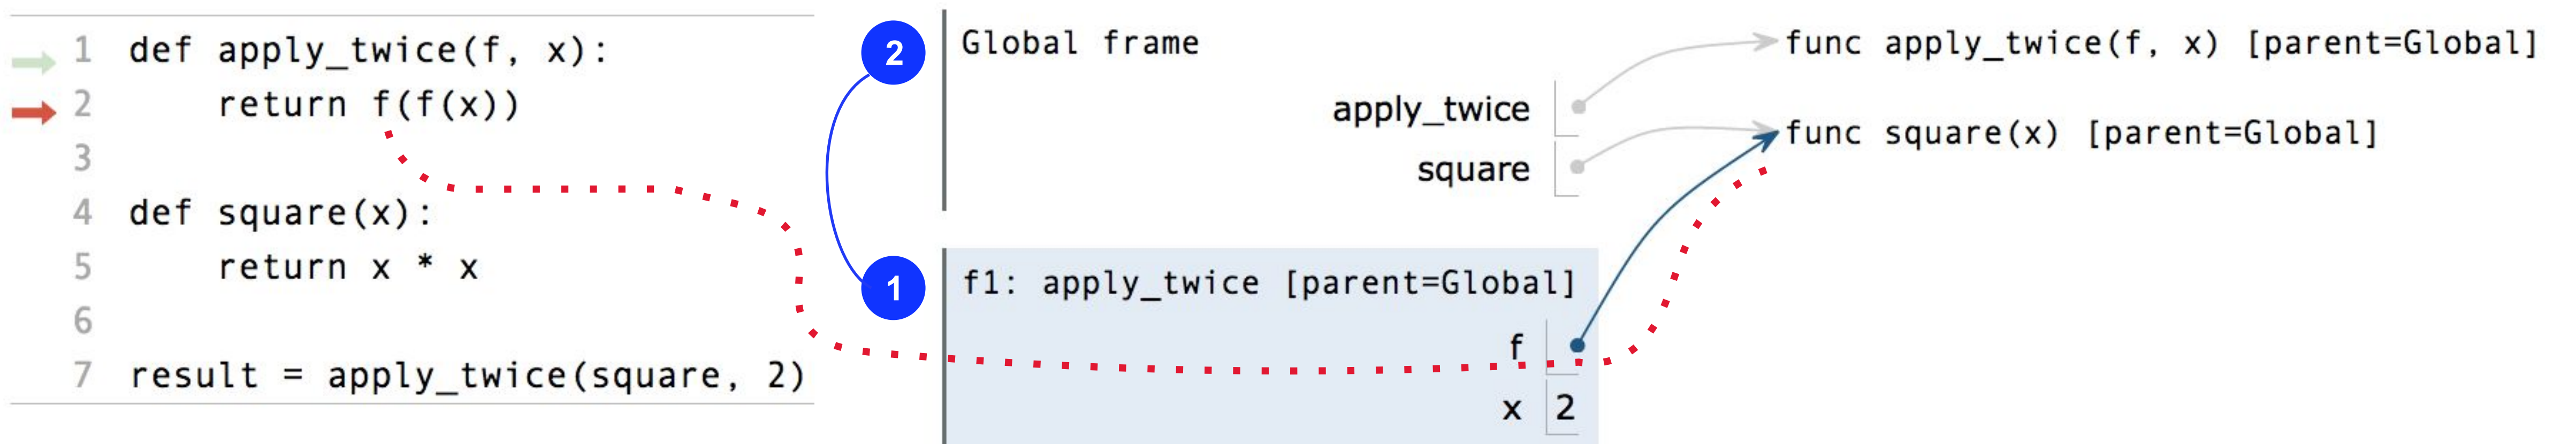 1 def apply_twice(f, x):
2     return f(f(x))
3
4 def square(x):
5     return x * x
6
7 result = apply_twice(square, 2)
2
1
Global frame
apply_twice
square
f1: apply_twice [parent=Global]
f
x 2
func apply_twice(f, x) [parent=Global]
func square(x) [parent=Global]